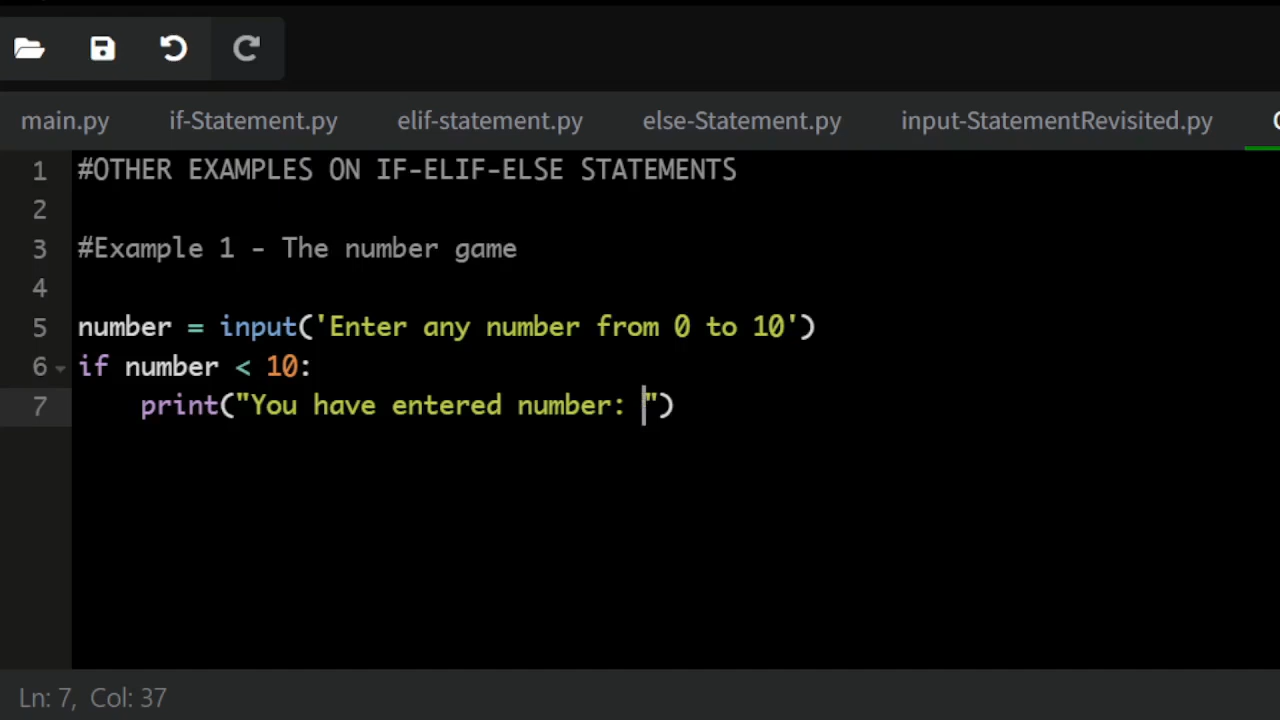 main.py if-Statement.py elif-statement.py else-Statement.py input-StatementRevisited.py
1 #OTHER EXAMPLES ON IF-ELIF-ELSE STATEMENTS
2
3 #Example 1 - The number game
4
5 number = input('Enter any number from 0 to 10')
6 if number < 10:
7 print("You have entered number: ")
Ln: 7, Col: 37